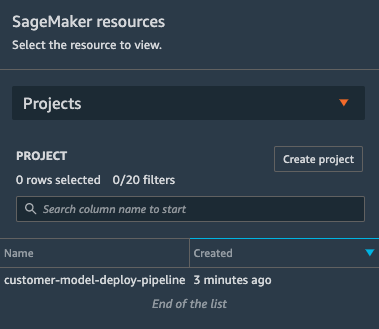 SageMaker resources
Select the resource to view.
Projects
PROJECT
Create project
0 rows selected 0/20 filters
Search column name to start
Name Created
customer-model-deploy-pipeline 3 minutes ago
End of the list